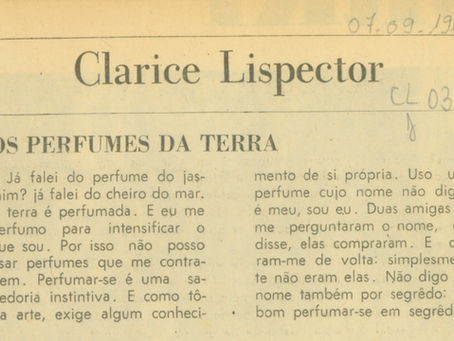 07.09.19
Clarice Lispector
CL 03
OS PERFUMES DA TERRA
Já falei do perfume do jas-
nim? já falei do cheiro do mar.
terra é perfumada. E eu me
erfumo para intensificar o
ue sou. Por isso não posso
sar perfumes que me contra-
em. Perfumar-se é uma sa-
edoria instintiva. E como tô-
a arte, exige algum conheci-
mento de si própria. Uso u
perfume cujo nome não dig
é meu, sou eu. Duas amigas
me perguntaram o nome,
disse, elas compraram. E d
ram-me de volta: simplesme
te não eram elas. Não digo
nome também por segrêdo:
bom perfumar-se em segrêd